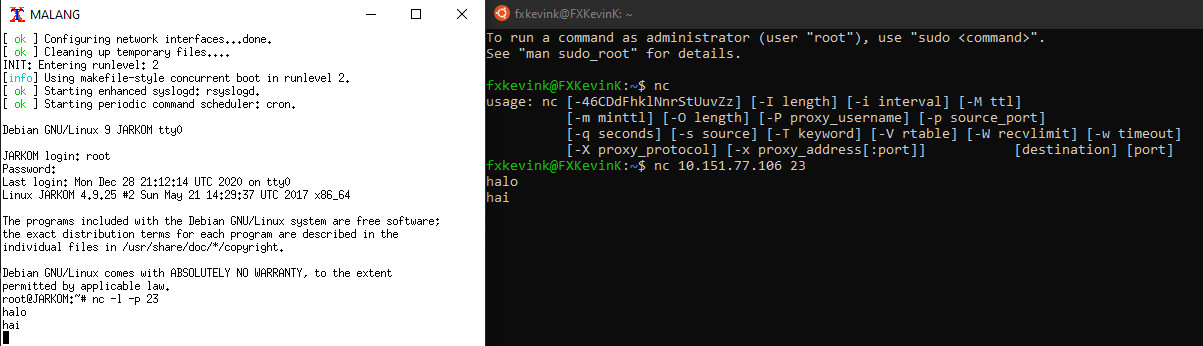 MALANG
[ ok ] Configuring network interfaces...done.
[ ok ] Cleaning up temporary files....
INIT: Entering runlevel: 2
[info] Using makefile-style concurrent boot in runlevel 2.
[ ok ] Starting enhanced syslogd: rsyslogd.
[ ok ] Starting periodic command scheduler: cron.
Debian GNU/Linux 9 JARKOM tty0
JARKOM login: root
Password:
Last login: Mon Dec 28 21:12:14 UTC 2020 on tty0
Linux JARKOM 4.9.25 #2 Sun May 21 14:29:37 UTC 2017 x86_64
The programs included with the Debian GNU/Linux system are free software;
the exact distribution terms for each program are described in the
individual files in /usr/share/doc/*/copyright.
Debian GNU/Linux comes with ABSOLUTELY NO WARRANTY, to the extent
permitted by applicable law.
root@JARKOM:~# nc -l -p 23
halo
hai
fxkevink@FXKevinK: ~
To run a command as administrator (user "root"), use "sudo <command>".
See "man sudo_root" for details.
fxkevink@FXKevinK:~$ nc
usage: nc [-46CDdFhklNnrStUuvZz] [-I length] [-i interval] [-M ttl]
[-m minttl] [-O length] [-P proxy_username] [-p source_port]
[-q seconds] [-s source] [-T keyword] [-V rtable] [-W recvlimit] [-w timeout]
[-X proxy_protocol] [-x proxy_address[:port]] [destination] [port]
fxkevink@FXKevinK:~$ nc 10.151.77.106 23
halo
hai